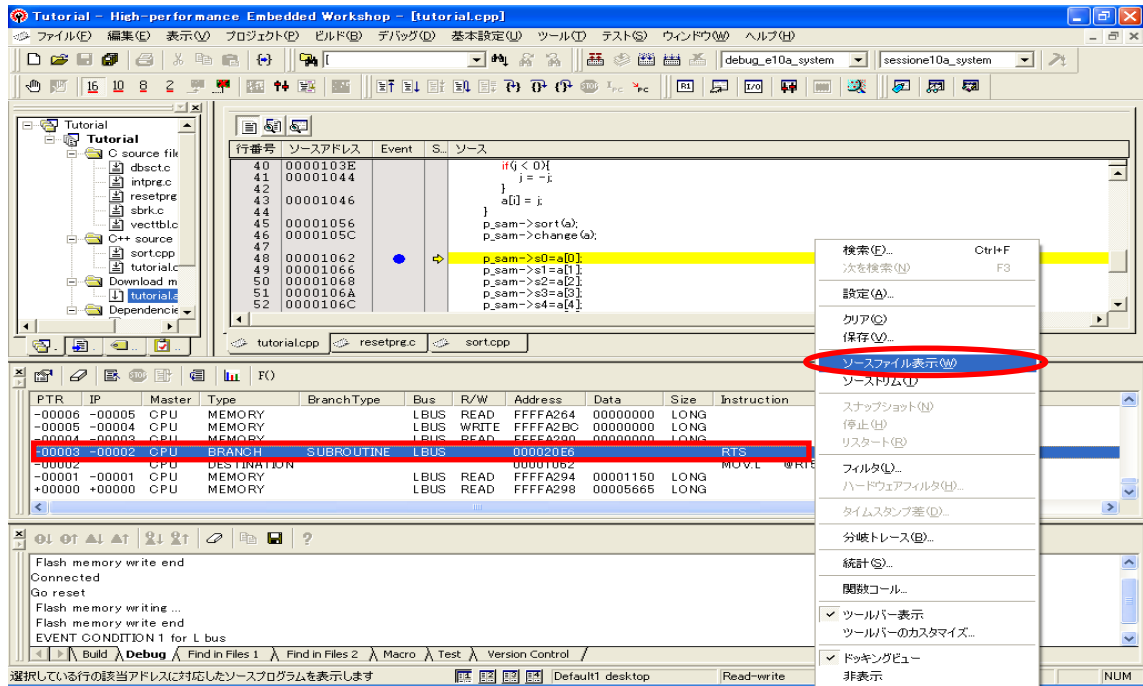 Tutorial - High-performance Embedded Workshop - [tutorial.cpp]
ファイル(F) 編集(E) 表示(V) プロジェクト(P) ビルド(B) デバッグ(D) 基本設定(U) ツール(T) テスト(S) ウィンドウ(W) ヘルプ(H)
debug_e10a_system sessione10a_system
16 10 8 2
Tutorial
Tutorial
C source file
dbsct.c
intprg.c
resetprg
sbrk.c
vecttbl.c
C++ source
sort.cpp
tutorial.c
Download m
tutorial.a
Dependencie
行番号 ソースアドレス Event S... ソース
40 0000103E if(j < 0){
41 00001044 j = -j;
42 }
43 00001046 a[i] = j;
44 }
45 00001056 p_sam->sort(a);
46 0000105C p_sam->change(a);
47
48 00001062 p_sam->s0=a[0];
49 00001066 p_sam->s1=a[1];
50 00001068 p_sam->s2=a[2];
51 0000106A p_sam->s3=a[3];
52 0000106C p_sam->s4=a[4];
tutorial.cpp resetprg.c sort.cpp
PTR IP Master Type BranchType Bus R/W Address Data Size Instruction
-00006 -00005 CPU MEMORY LBUS READ FFFFA264 00000000 LONG
-00005 -00004 CPU MEMORY LBUS WRITE FFFFA2BC 00000000 LONG
-00004 -00003 CPU MEMORY LBUS READ FFFFA290 00000000 LONG
-00003 -00002 CPU BRANCH SUBROUTINE LBUS 000020E6 RTS
-00002 CPU DESTINATION 00001062 MOV.L
-00001 -00001 CPU MEMORY LBUS READ FFFFA294 00001150 LONG
+00000 +00000 CPU MEMORY LBUS READ FFFFA298 00005665 LONG
検索(F)... Ctrl+F
次を検索(N) F3
設定(A)...
クリア(C)
保存(V)...
ソースファイル表示(W)
ソーストリム(T)
スナップショット(N)
停止(H)
リスタート(R)
フィルタ(L)...
ハードウェアフィルタ(H)...
タイムスタンプ差(D)...
分岐トレース(B)...
統計(S)...
関数コール...
ツールバー表示
ツールバーのカスタマイズ...
ドッキングビュー
非表示
Flash memory write end
Connected
Go reset
Flash memory writing ...
Flash memory write end
EVENT CONDITION 1 for L bus
Build Debug Find in Files 1 Find in Files 2 Macro Test Version Control
選択している行の該当アドレスに対応したソースプログラムを表示します Default1 desktop Read-write NUM